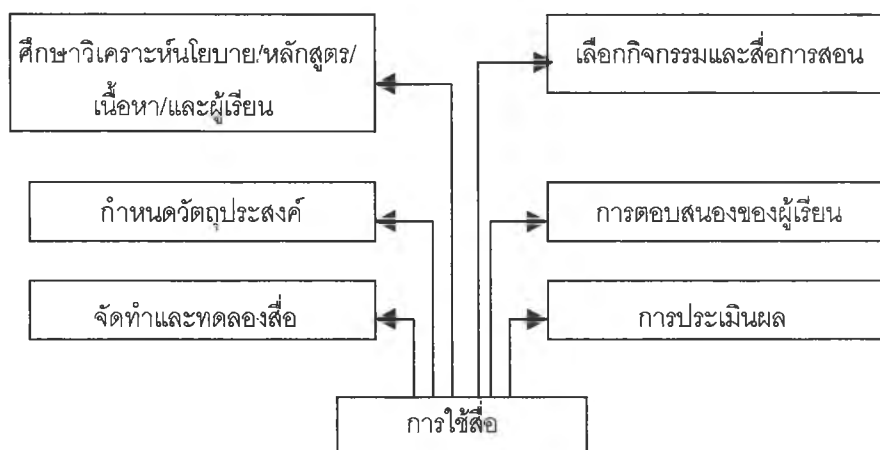 ศึกษาวิเคราะห์นโยบาย/หลักสูตร/
เนื้อหา/และผู้เรียน
เลือกกิจกรรมและสื่อการสอน
กำหนดวัตถุประสงค์
การตอบสนองของผู้เรียน
จัดทำและทดลองสื่อ
การประเมินผล
การใช้สื่อ